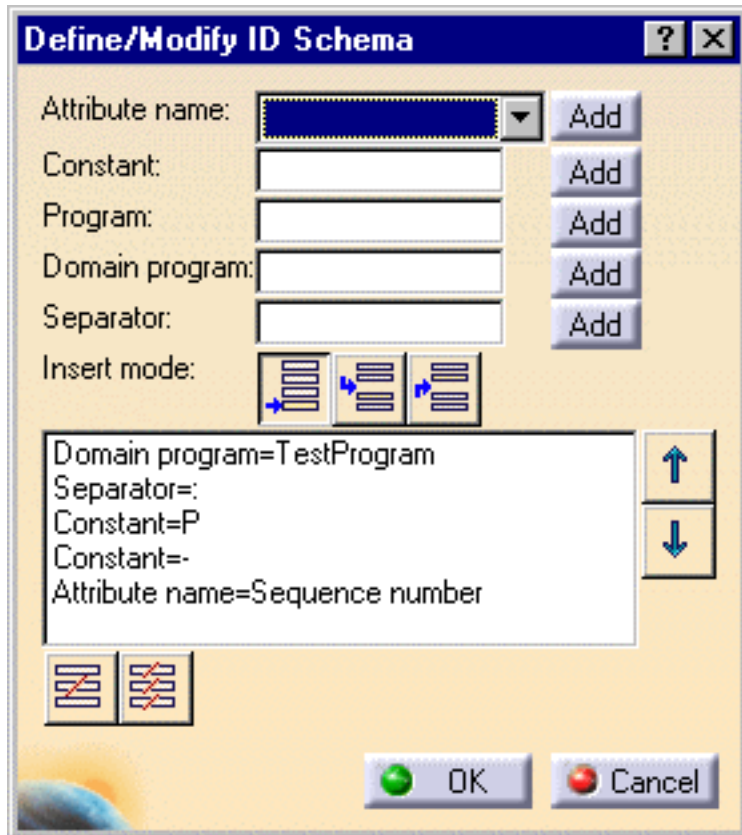 Define/Modify ID Schema ? X
Attribute name: Add
Constant: Add
Program: Add
Domain program: Add
Separator: Add
Insert mode:
Domain program=TestProgram
Separator=:
Constant=P
Constant=-
Attribute name=Sequence number
OK Cancel